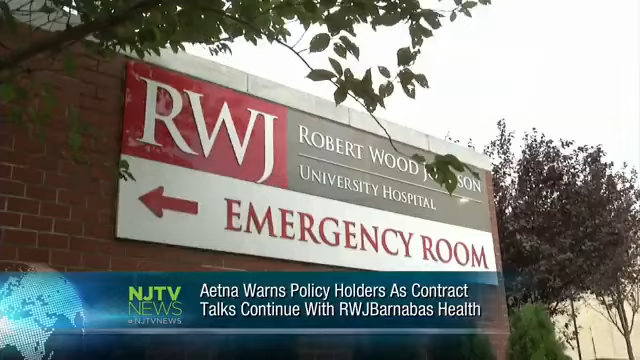 RWJ
ROBERT WOOD JOHNSON
UNIVERSITY HOSPITAL
EMERGENCY ROOM
NJTV
NEWS
@NJTVNEWS
Aetna Warns Policy Holders As Contract
Talks Continue With RWJBarnabas Health